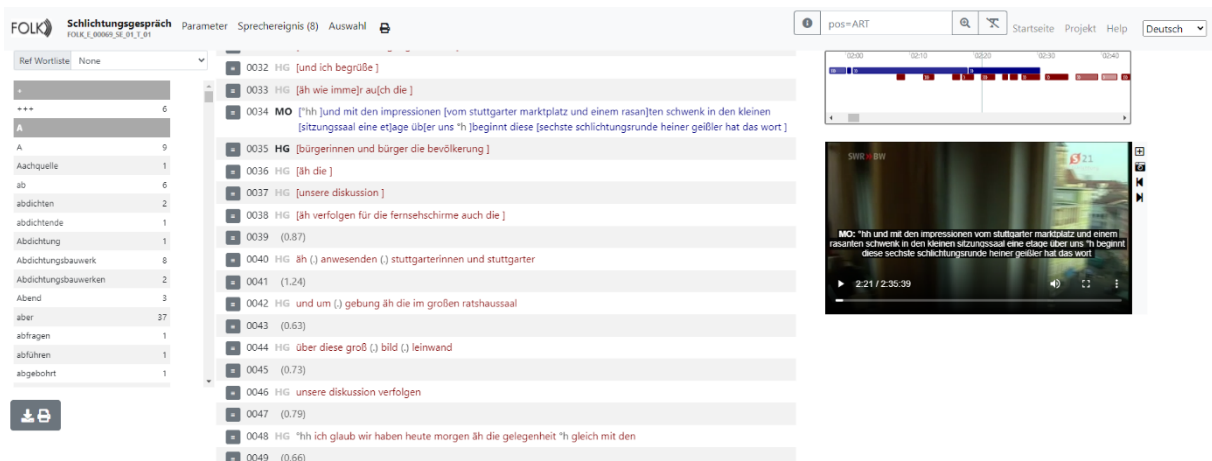 FOLK
Schlichtungsgespräch
FOLK_E_00069_SE_01_T_01
Parameter Sprechereignis (8) Auswahl
pos=ART
Startseite Projekt Help Deutsch
Ref Wortliste None
+
+++ 6
A
A 9
Aachquelle 1
ab 6
abdichten 2
abdichtende 1
Abdichtung 1
Abdichtungsbauwerk 8
Abdichtungsbauwerken 2
Abend 3
aber 37
abfragen 1
abführen 1
abgebohrt 1
0032 HG [und ich begrüße ]
0033 HG [äh wie imme]r au[ch die ]
0034 MO [°hh ]und mit den impressionen [vom stuttgarter marktplatz und einem rasan]ten schwenk in den kleinen
[sitzungssaal eine et]age üb[er uns °h ]beginnt diese [sechste schlichtungsrunde heiner geißler hat das wort ]
0035 HG [bürgerinnen und bürger die bevölkerung ]
0036 HG [äh die ]
0037 HG [unsere diskussion ]
0038 HG [äh verfolgen für die fernsehschirme auch die ]
0039 (0.87)
0040 HG äh (.) anwesenden (.) stuttgarterinnen und stuttgarter
0041 (1.24)
0042 HG und um (.) gebung äh die im großen ratshaussaal
0043 (0.63)
0044 HG über diese groß (.) bild (.) leinwand
0045 (0.73)
0046 HG unsere diskussion verfolgen
0047 (0.79)
0048 HG °hh ich glaub wir haben heute morgen äh die gelegenheit °h gleich mit den
0049 (0.66)
02:00 02:10 02:20 02:30 02:40
SWR BW
S 21
MO: °hh und mit den impressionen vom stuttgarter marktplatz und einem
rasanten schwenk in den kleinen sitzungssaal eine etage über uns °h beginnt
diese sechste schlichtungsrunde heiner geißler hat das wort
2:21 / 2:35:39